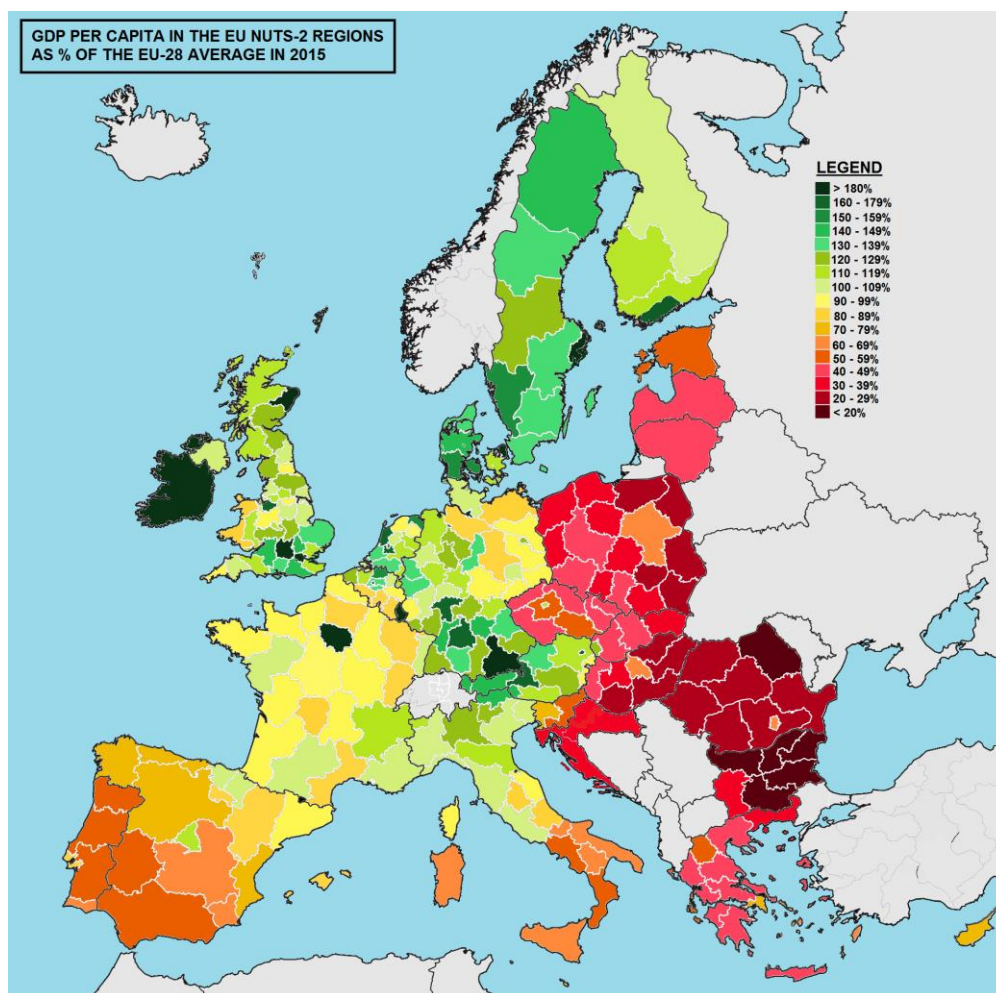 GDP PER CAPITA IN THE EU NUTS-2 REGIONS
AS % OF THE EU-28 AVERAGE IN 2015
LEGEND
> 180%
160 - 179%
150 - 159%
140 - 149%
130 - 139%
120 - 129%
110 - 119%
100 - 109%
90 - 99%
80 - 89%
70 - 79%
60 - 69%
50 - 59%
40 - 49%
30 - 39%
20 - 29%
< 20%